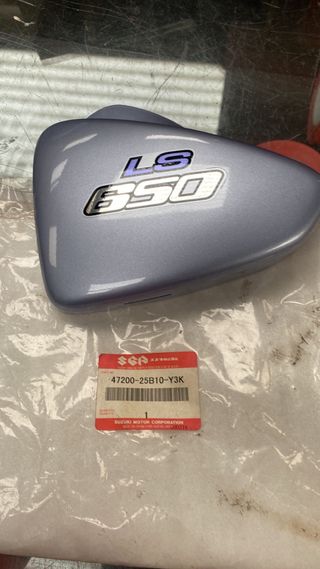 LS
650
SGP
47200-25B10-Y3K
1
SUZUKI MOTOR CORPORATION